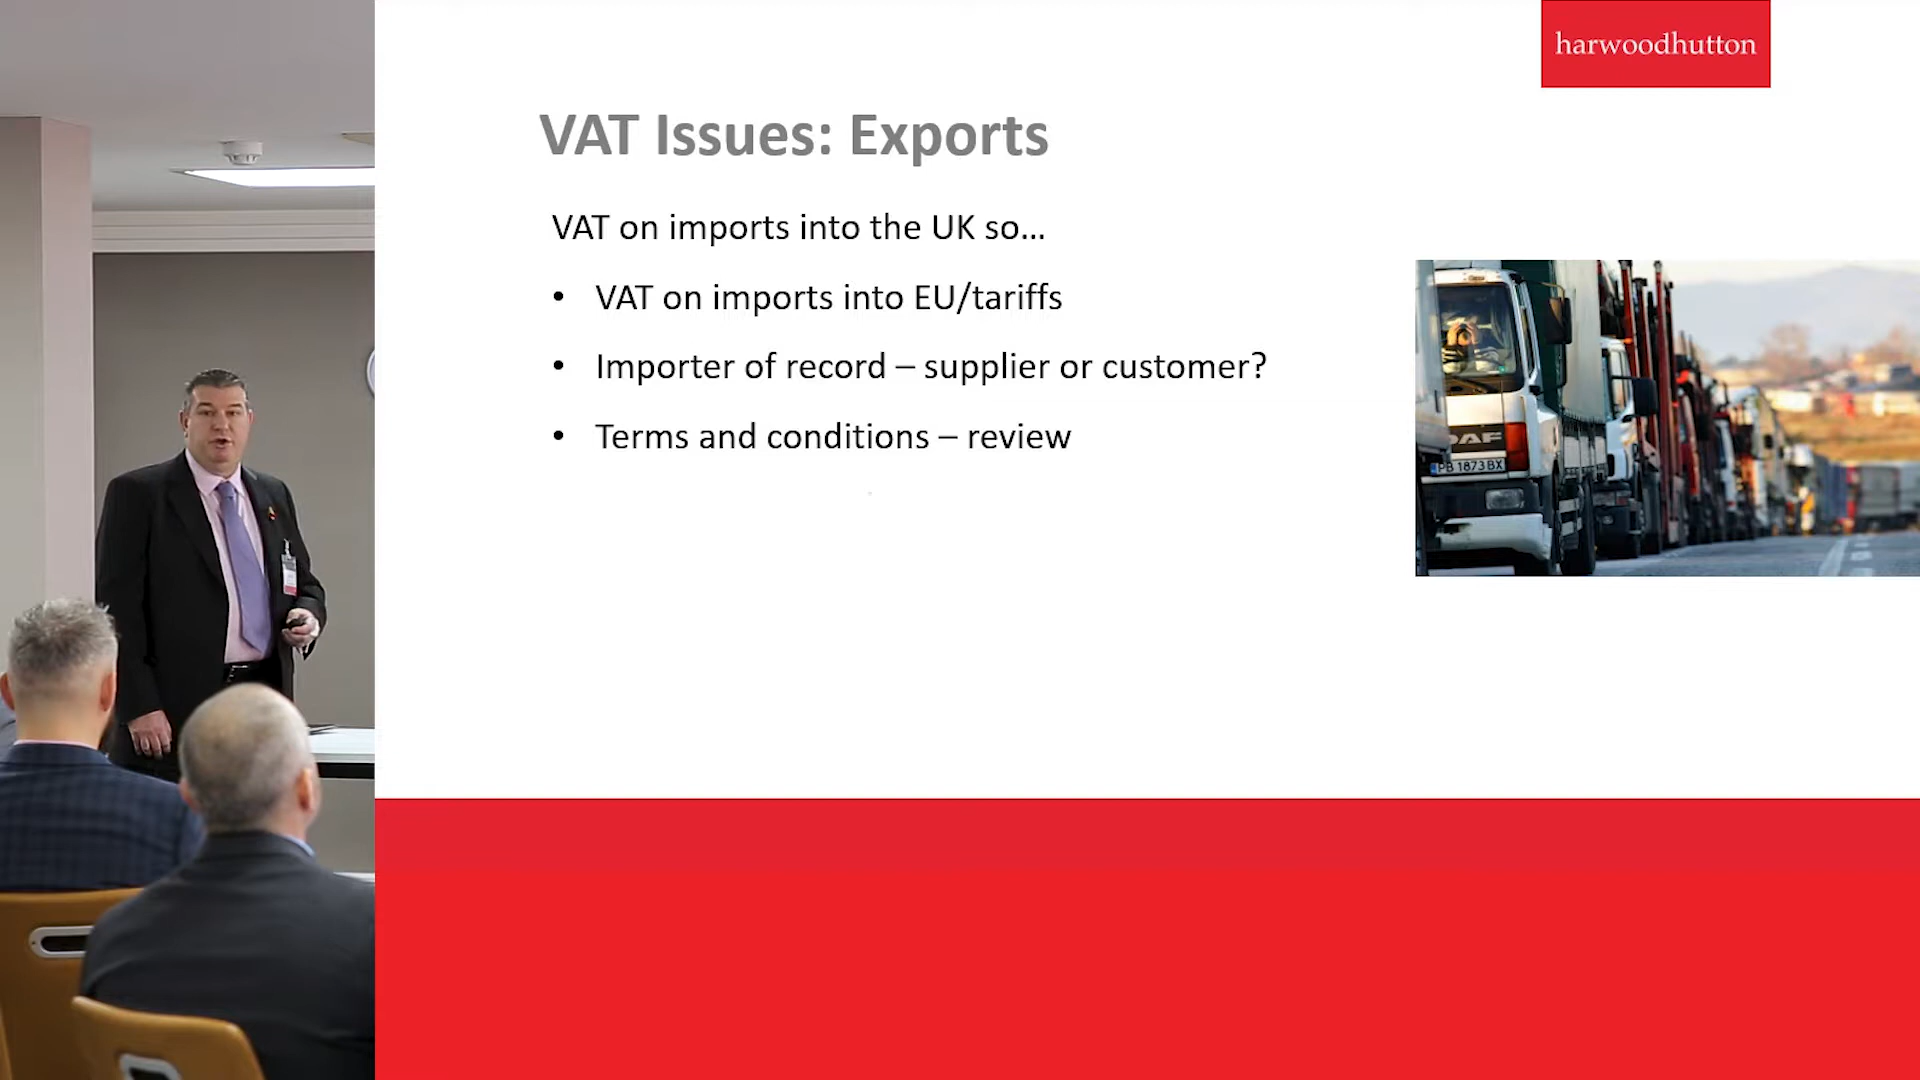 harwoodhutton
VAT Issues: Exports
VAT on imports into the UK so...
• VAT on imports into EU/tariffs
• Importer of record – supplier or customer?
• Terms and conditions – review
DAF
PB 1873 BX